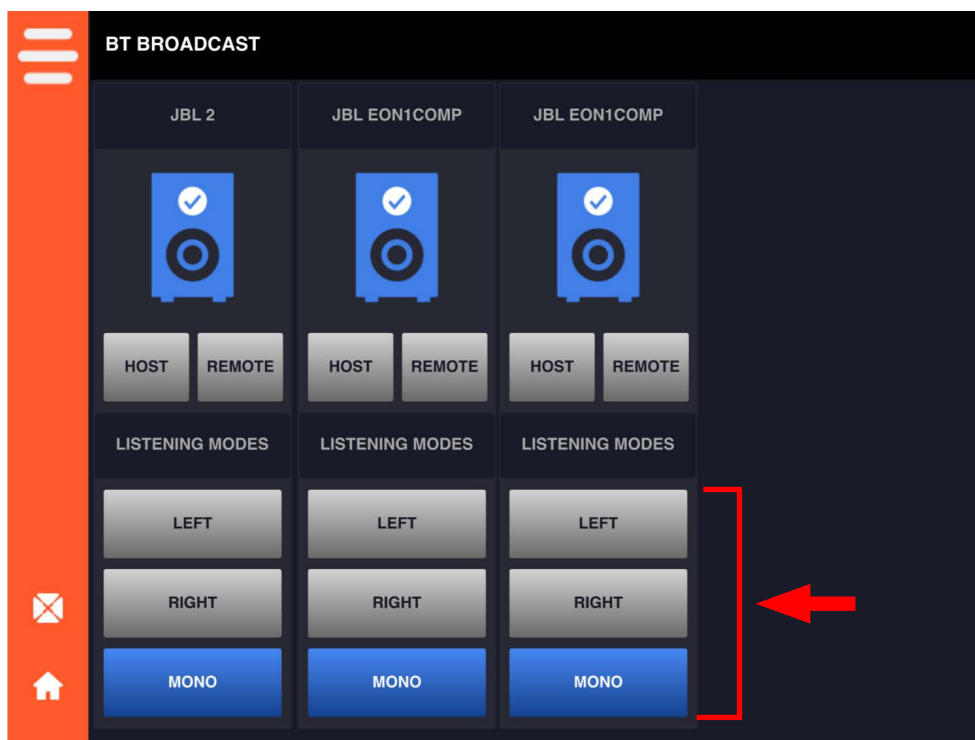 BT BROADCAST
JBL 2
JBL EON1COMP
JBL EON1COMP
HOST
REMOTE
HOST
REMOTE
HOST
REMOTE
LISTENING MODES
LISTENING MODES
LISTENING MODES
LEFT
LEFT
LEFT
RIGHT
RIGHT
RIGHT
MONO
MONO
MONO